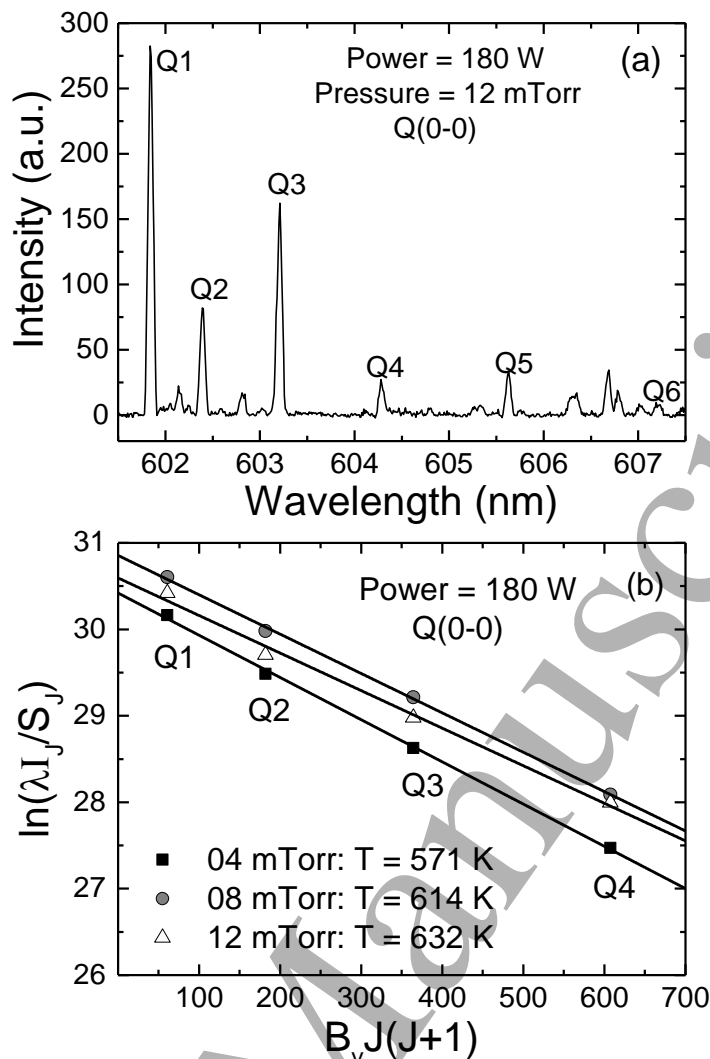 300
250
200
150
100
50
0
Intensity (a.u.)
Power = 180 W
(a)
Pressure = 12 mTorr
Q(0-0)
Q1
Q3
Q2
Q4
Q5
Q6
602
603
604
605
606
607
Wavelength (nm)
31
30
29
28
27
26
ln(λI_J/S_J)
Power = 180 W
(b)
Q(0-0)
Q1
Q2
Q3
Q4
04 mTorr: T = 571 K
08 mTorr: T = 614 K
12 mTorr: T = 632 K
100
200
300
400
500
600
700
B_vJ(J+1)
Manuscri